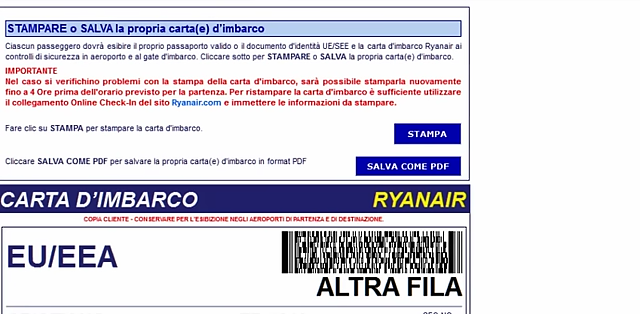 STAMPARE o SALVA la propria carta(e) d'imbarco
Ciascun passeggero dovrà esibire il proprio passaporto valido o il documento d'identità UE/SEE e la carta d'imbarco Ryanair ai
controlli di sicurezza in aeroporto e al gate d'imbarco. Cliccare sotto per STAMPARE o SALVA la propria carta(e) d'imbarco.
IMPORTANTE
Nel caso si verifichino problemi con la stampa della carta d'imbarco, sarà possibile stamparla nuovamente
fino a 4 Ore prima dell'orario previsto per la partenza. Per ristampare la carta d'imbarco è sufficiente utilizzare
il collegamento Online Check-In del sito Ryanair.com e immettere le informazioni da stampare.
Fare clic su STAMPA per stampare la carta d'imbarco.
STAMPA
Cliccare SALVA COME PDF per salvare la propria carta(e) d'imbarco in format PDF
SALVA COME PDF
CARTA D'IMBARCO RYANAIR
COPIA CLIENTE - CONSERVARE PER L'ESIBIZIONE NEGLI AEROPORTI DI PARTENZA E DI DESTINAZIONE.
EU/EEA
ALTRA FILA